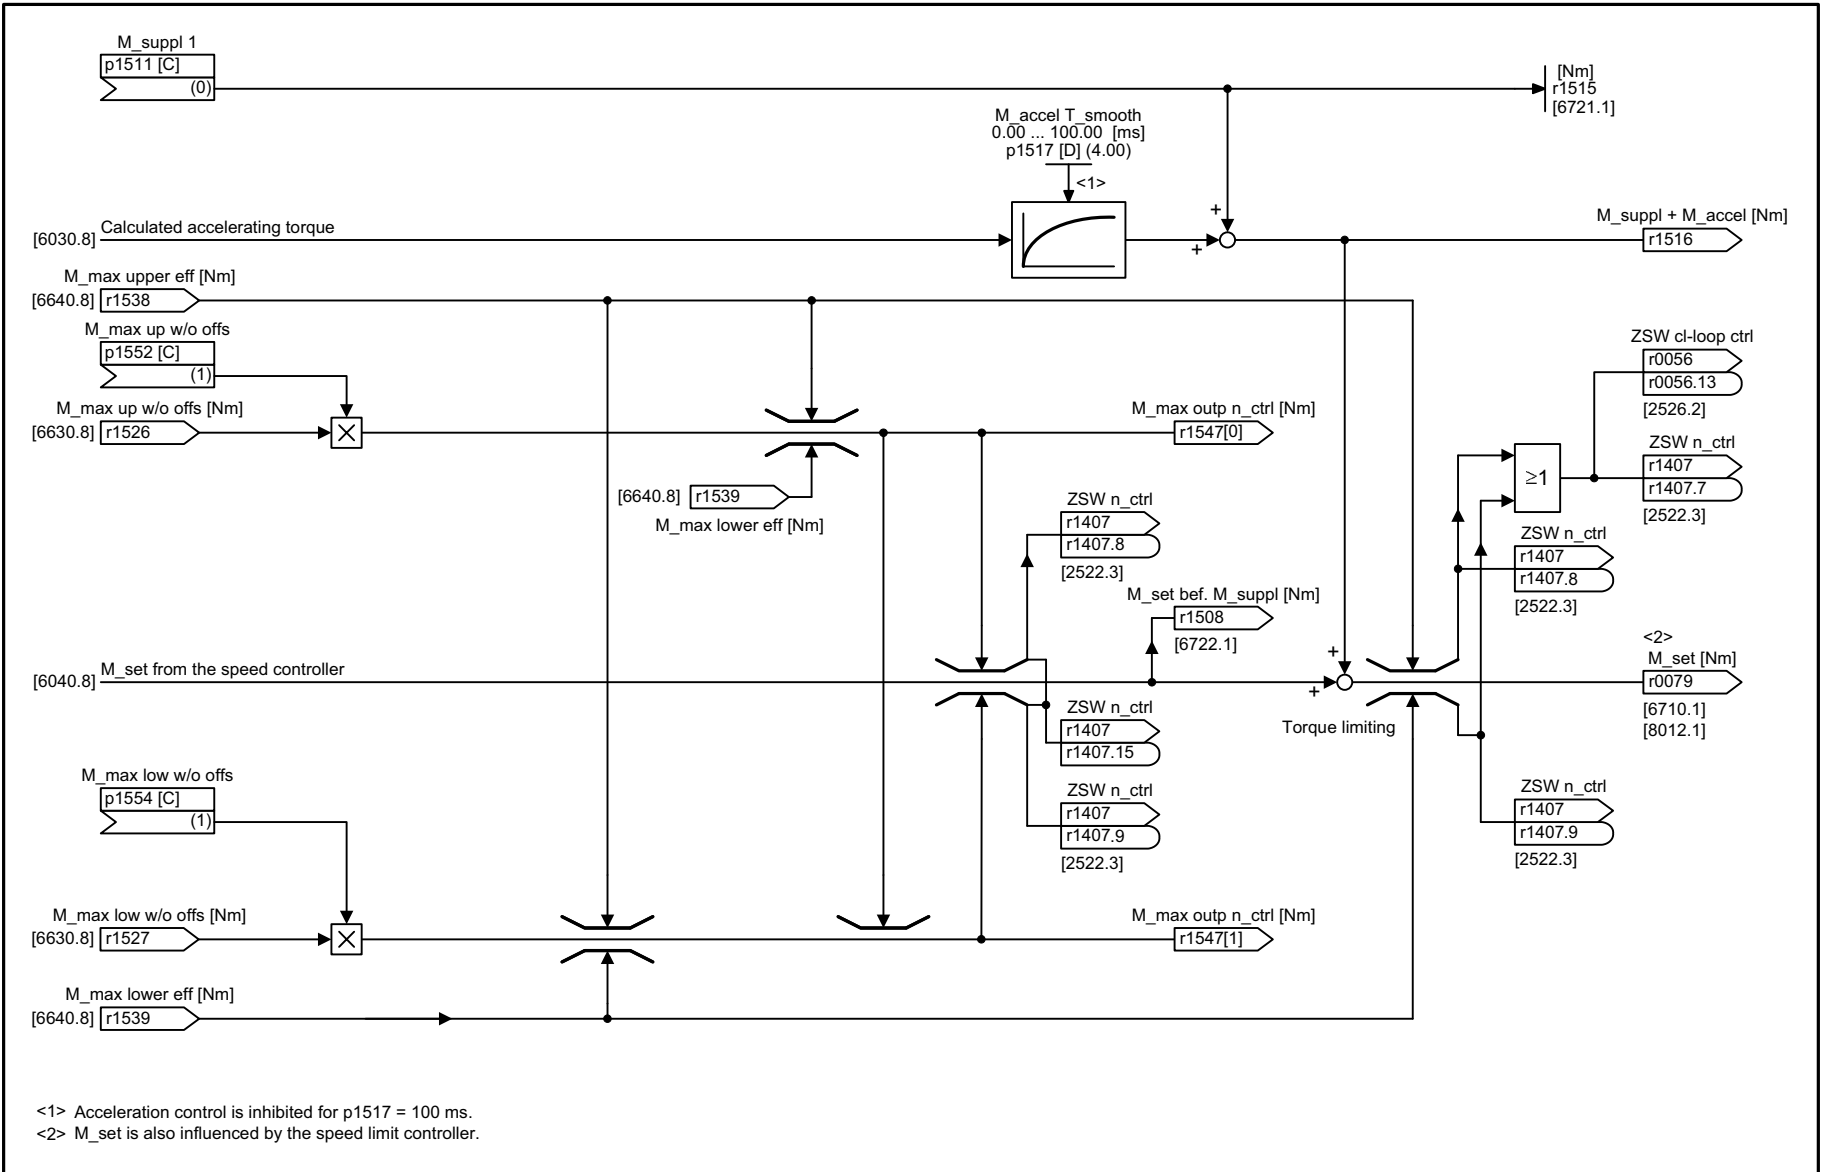 M_suppl 1
p1511 [C]
(0)
[Nm]
r1515
[6721.1]
M_accel T_smooth
0.00 ... 100.00 [ms]
p1517 [D] (4.00)
<1>
[6030.8]
Calculated accelerating torque
+
+
M_suppl + M_accel [Nm]
r1516
M_max upper eff [Nm]
[6640.8]
r1538
M_max up w/o offs
p1552 [C]
(1)
M_max up w/o offs [Nm]
[6630.8]
r1526
M_max outp n_ctrl [Nm]
r1547[0]
[6640.8]
r1539
M_max lower eff [Nm]
ZSW cl-loop ctrl
r0056
r0056.13
[2526.2]
≥1
ZSW n_ctrl
r1407
r1407.7
[2522.3]
ZSW n_ctrl
r1407
r1407.8
[2522.3]
ZSW n_ctrl
r1407
r1407.8
[2522.3]
M_set bef. M_suppl [Nm]
r1508
[6722.1]
[6040.8]
M_set from the speed controller
+
+
<2>
M_set [Nm]
r0079
[6710.1]
[8012.1]
Torque limiting
ZSW n_ctrl
r1407
r1407.15
ZSW n_ctrl
r1407
r1407.9
[2522.3]
ZSW n_ctrl
r1407
r1407.9
[2522.3]
M_max low w/o offs
p1554 [C]
(1)
M_max low w/o offs [Nm]
[6630.8]
r1527
M_max outp n_ctrl [Nm]
r1547[1]
M_max lower eff [Nm]
[6640.8]
r1539
<1> Acceleration control is inhibited for p1517 = 100 ms.
<2> M_set is also influenced by the speed limit controller.